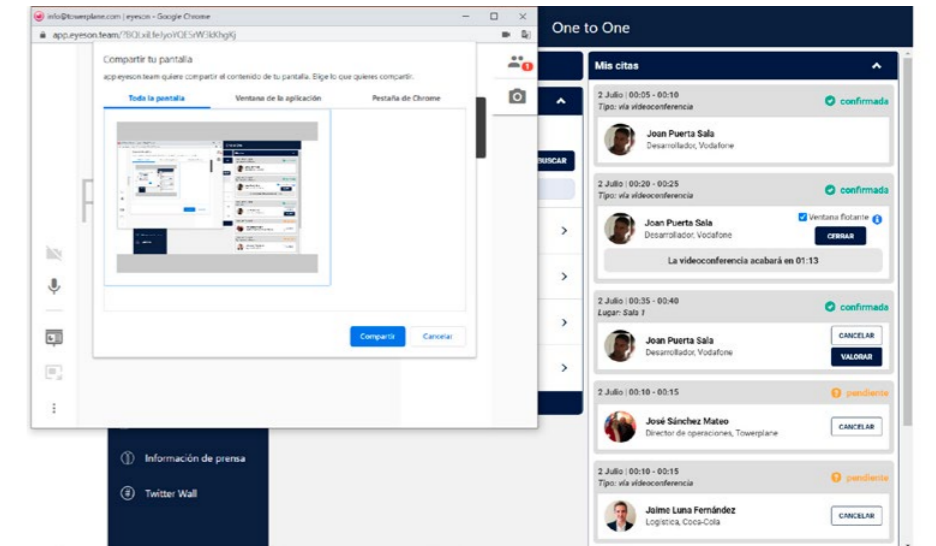 info@towerplane.com | eyeson - Google Chrome
One to One
Compartir tu pantalla
app.eyeson.team quiere compartir el contenido de tu pantalla. Elige lo que quieres compartir.
Toda la pantalla
Ventana de la aplicación
Pestaña de Chrome
1
Compartir
Cancelar
BUSCAR
Información de prensa
Twitter Wall
Mis citas
2 Julio | 00:05 - 00:10
Tipo: vía videoconferencia
confirmada
Joan Puerta Sala
Desarrollador, Vodafone
2 Julio | 00:20 - 00:25
Tipo: vía videoconferencia
confirmada
Joan Puerta Sala
Desarrollador, Vodafone
Ventana flotante
CERRAR
La videoconferencia acabará en 01:13
2 Julio | 00:35 - 00:40
Lugar: Sala 1
confirmada
Joan Puerta Sala
Desarrollador, Vodafone
CANCELAR
VALORAR
2 Julio | 00:10 - 00:15
pendiente
José Sánchez Mateo
Director de operaciones, Towerplane
CANCELAR
2 Julio | 00:10 - 00:15
Tipo: vía videoconferencia
pendiente
Jaime Luna Fernández
Logística, Coca-Cola
CANCELAR